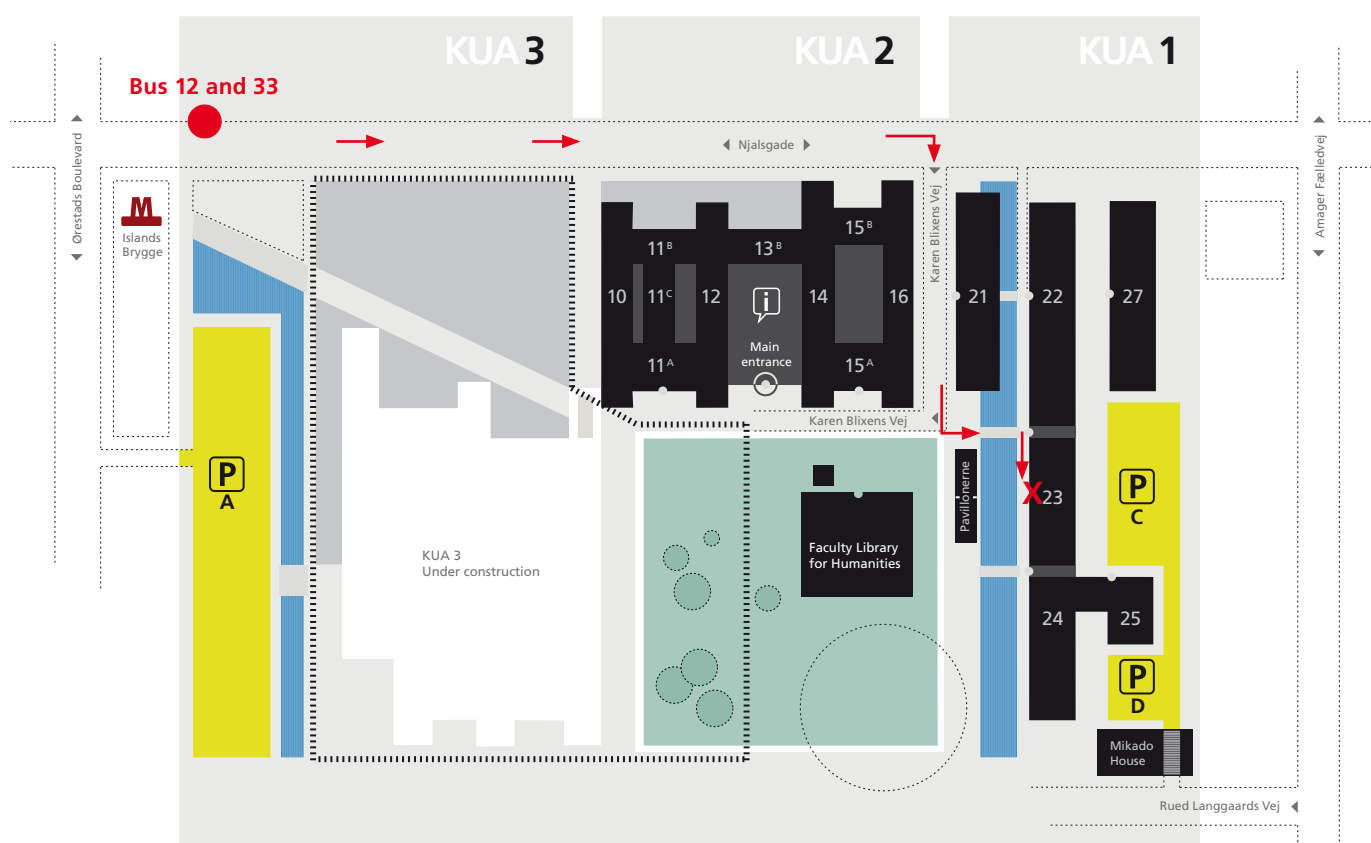 KUA 3
KUA 2
KUA 1
Bus 12 and 33
Njalsgade
Ørestads Boulevard
Amager Fælledvej
Karen Blixens Vej
M
Islands
Brygge
11B
13B
15B
10
11C
12
i
14
16
21
22
27
Main
entrance
11A
15A
Karen Blixens Vej
P
A
Pavillonerne
X
23
P
C
KUA 3
Under construction
Faculty Library
for Humanities
24
25
P
D
Mikado
House
Rued Langgaards Vej